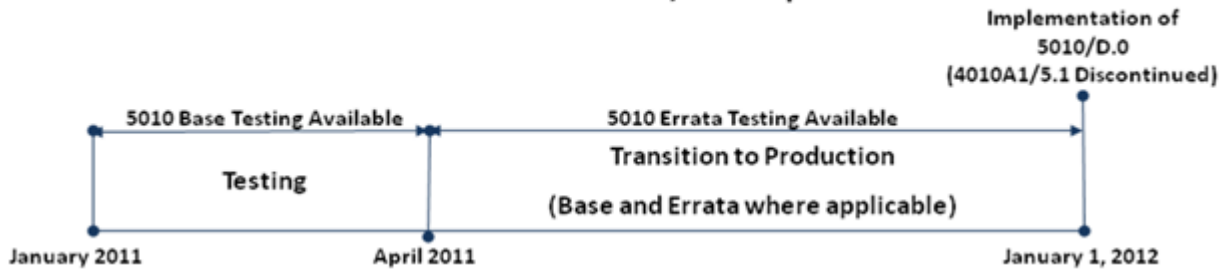 Implementation of
5010/D.0
(4010A1/5.1 Discontinued)
5010 Base Testing Available
5010 Errata Testing Available
Testing
Transition to Production
(Base and Errata where applicable)
January 2011
April 2011
January 1, 2012